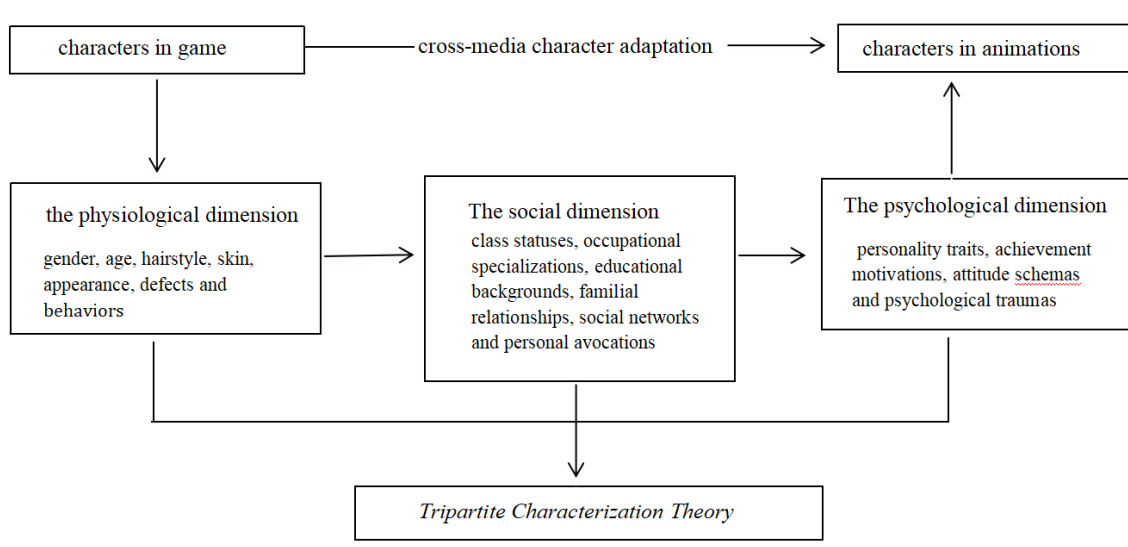 characters in game
cross-media character adaptation
characters in animations
the physiological dimension
gender, age, hairstyle, skin,
appearance, defects and
behaviors
The social dimension
class statuses, occupational
specializations, educational
backgrounds, familial
relationships, social networks
and personal avocations
The psychological dimension
personality traits, achievement
motivations, attitude schemas
and psychological traumas
Tripartite Characterization Theory